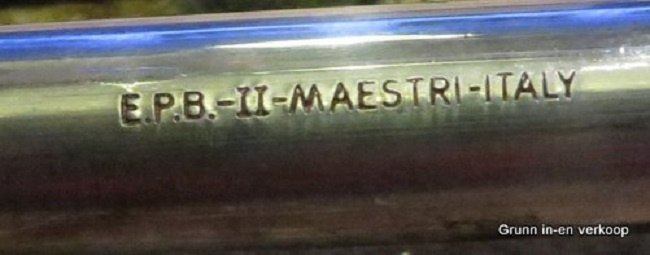 E.P.B.-II-MAESTRI-ITALY
Grunn in-en verkoop